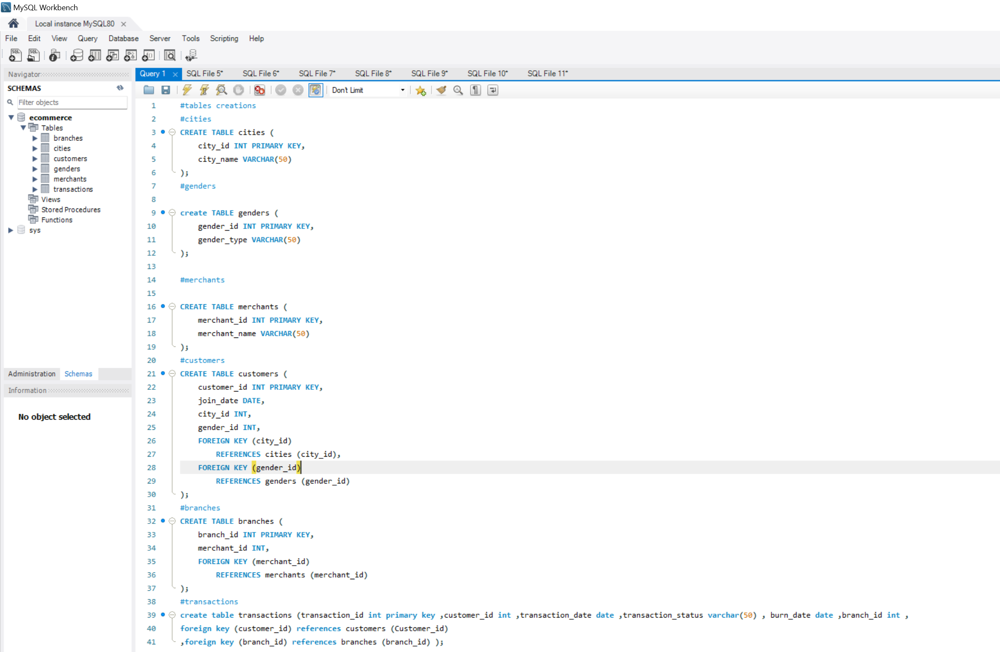 MySQL Workbench
Local instance MySQL80
File Edit View Query Database Server Tools Scripting Help
Navigator
SCHEMAS
Filter objects
ecommerce
Tables
branches
cities
customers
genders
merchants
transactions
Views
Stored Procedures
Functions
sys
Administration Schemas
Information
No object selected
Query 1 SQL File 5* SQL File 6* SQL File 7* SQL File 8* SQL File 9* SQL File 10* SQL File 11*
Don't Limit
1 #tables creations
2 #cities
3 CREATE TABLE cities (
4 city_id INT PRIMARY KEY,
5 city_name VARCHAR(50)
6 );
7 #genders
8
9 create TABLE genders (
10 gender_id INT PRIMARY KEY,
11 gender_type VARCHAR(50)
12 );
13
14 #merchants
15
16 CREATE TABLE merchants (
17 merchant_id INT PRIMARY KEY,
18 merchant_name VARCHAR(50)
19 );
20 #customers
21 CREATE TABLE customers (
22 customer_id INT PRIMARY KEY,
23 join_date DATE,
24 city_id INT,
25 gender_id INT,
26 FOREIGN KEY (city_id)
27 REFERENCES cities (city_id),
28 FOREIGN KEY (gender_id)
29 REFERENCES genders (gender_id)
30 );
31 #branches
32 CREATE TABLE branches (
33 branch_id INT PRIMARY KEY,
34 merchant_id INT,
35 FOREIGN KEY (merchant_id)
36 REFERENCES merchants (merchant_id)
37 );
38 #transactions
39 create table transactions (transaction_id int primary key ,customer_id int ,transaction_date date ,transaction_status varchar(50) , burn_date date ,branch_id int ,
40 foreign key (customer_id) references customers (Customer_id)
41 ,foreign key (branch_id) references branches (branch_id) );